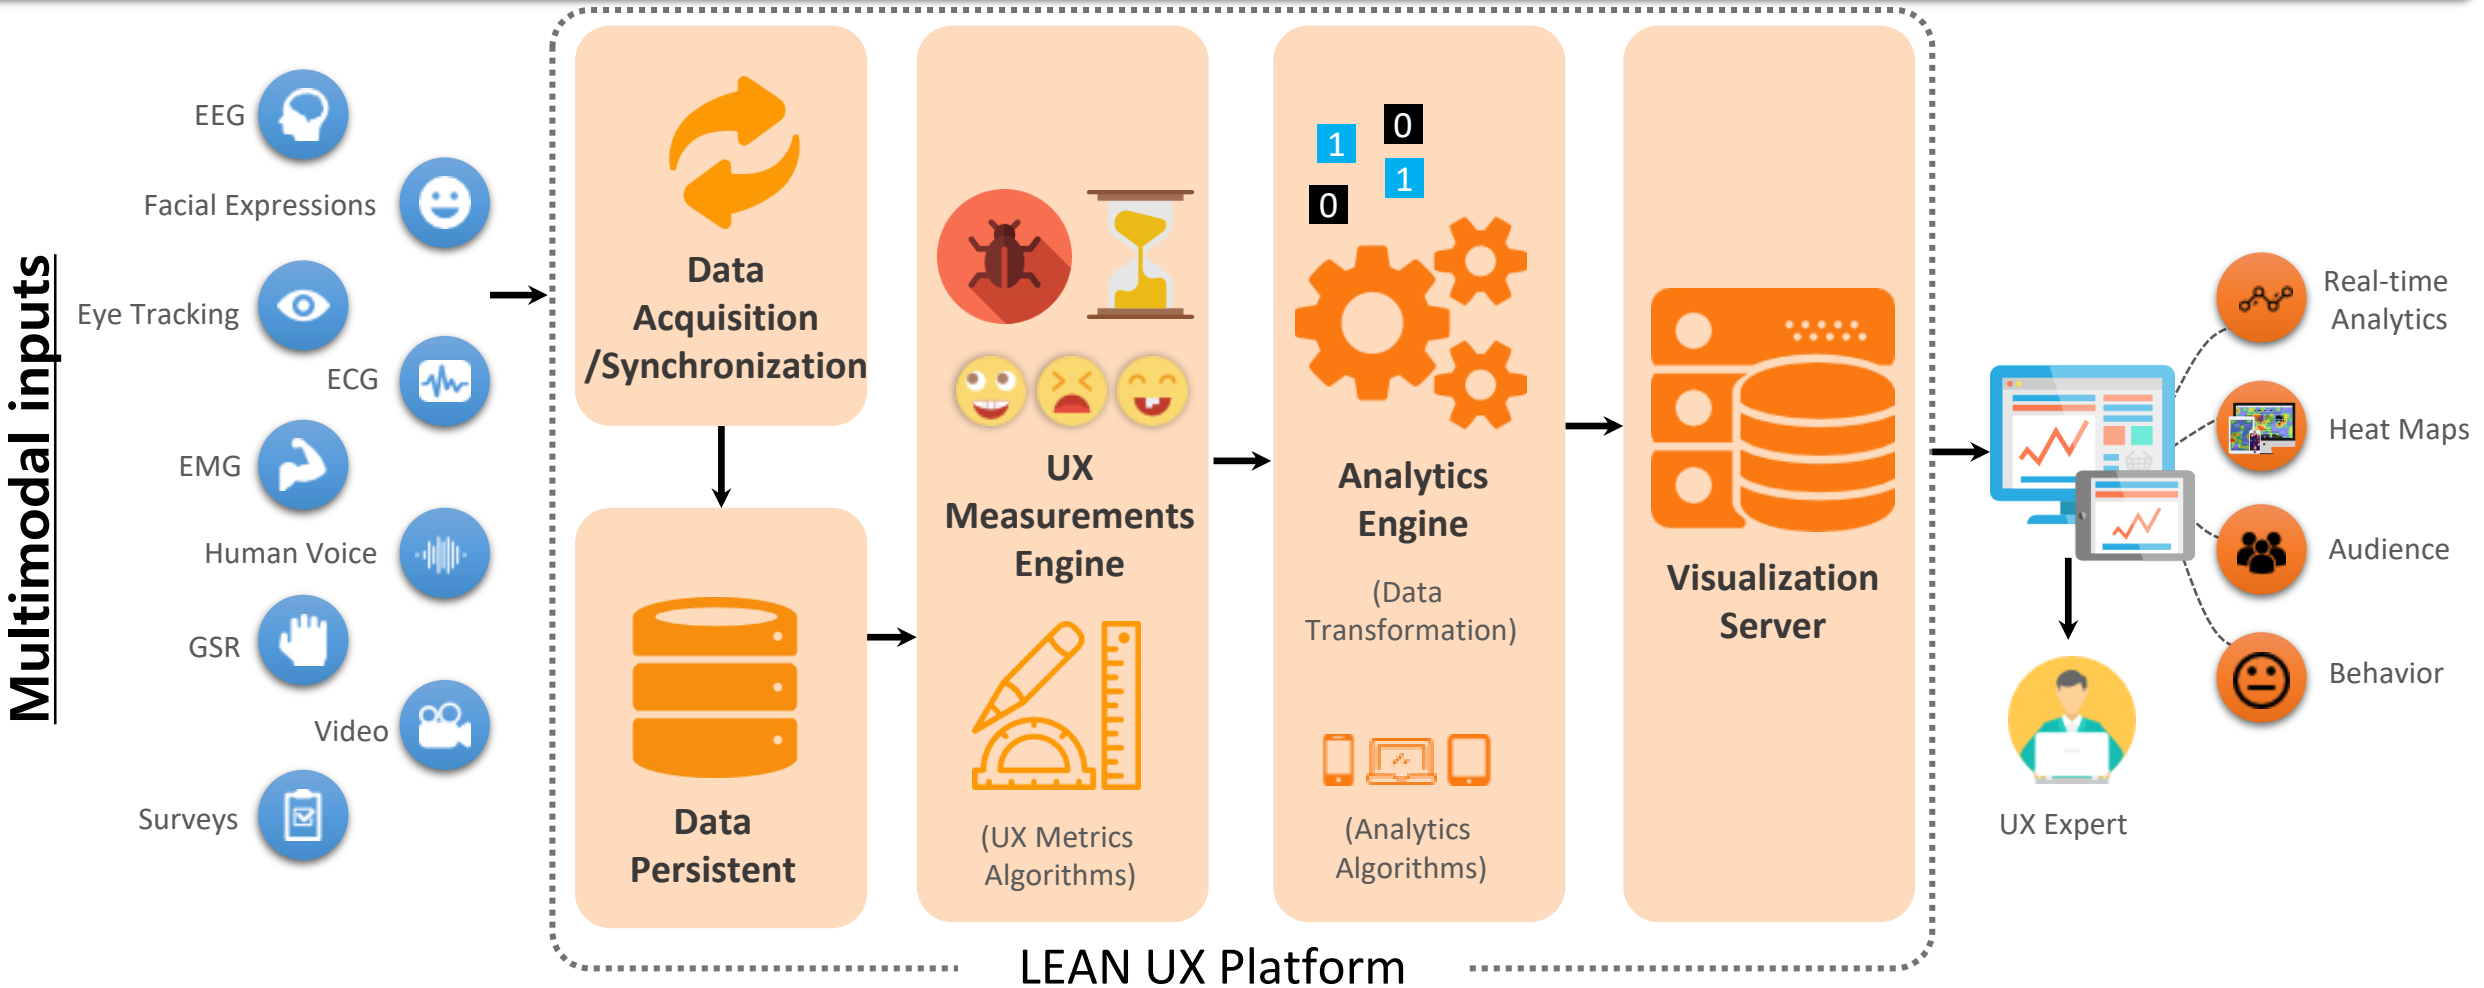 Multimodal inputs
EEG
Facial Expressions
Eye Tracking
ECG
EMG
Human Voice
GSR
Video
Surveys
Data
Acquisition
/Synchronization
Data
Persistent
UX
Measurements
Engine
(UX Metrics
Algorithms)
1
0
1
0
Analytics
Engine
(Data
Transformation)
(Analytics
Algorithms)
Visualization
Server
LEAN UX Platform
UX Expert
Real-time
Analytics
Heat Maps
Audience
Behavior